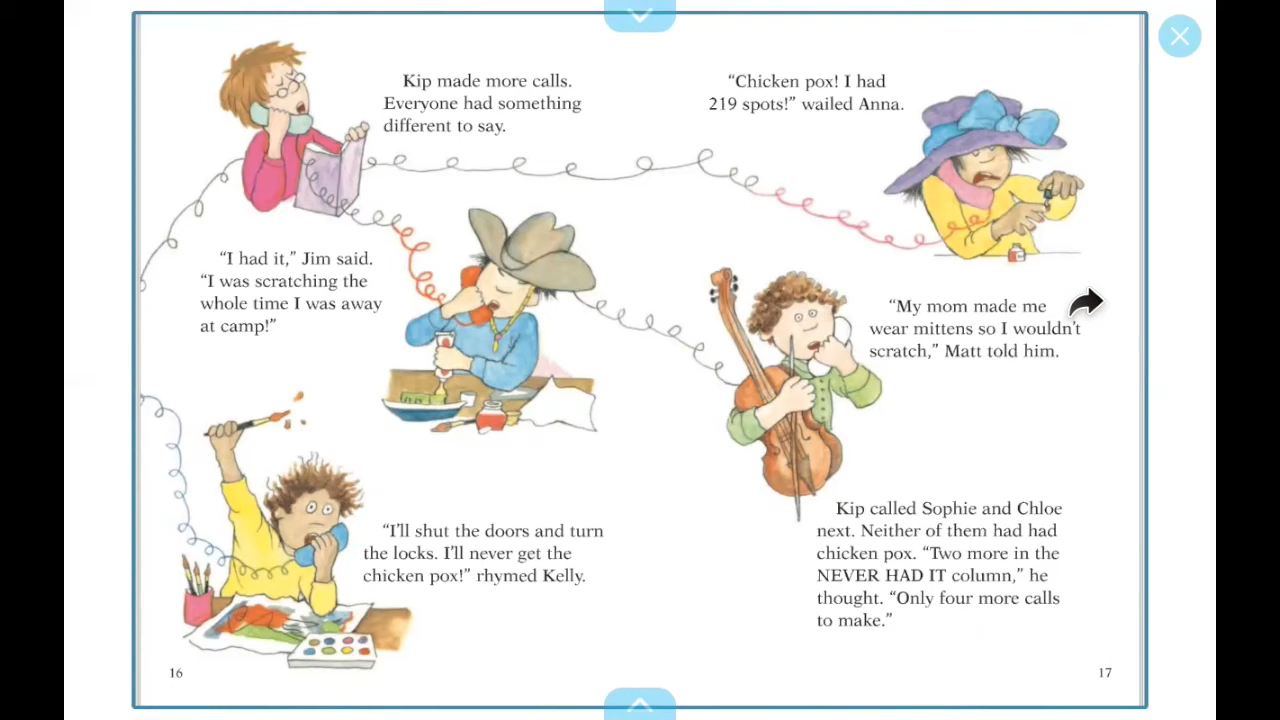 Kip made more calls.
Everyone had something
different to say.
“I had it,” Jim said.
“I was scratching the
whole time I was away
at camp!”
“I’ll shut the doors and turn
the locks. I’ll never get the
chicken pox!” rhymed Kelly.
16
“Chicken pox! I had
219 spots!” wailed Anna.
“My mom made me
wear mittens so I wouldn’t
scratch,” Matt told him.
Kip called Sophie and Chloe
next. Neither of them had had
chicken pox. “Two more in the
NEVER HAD IT column,” he
thought. “Only four more calls
to make.”
17